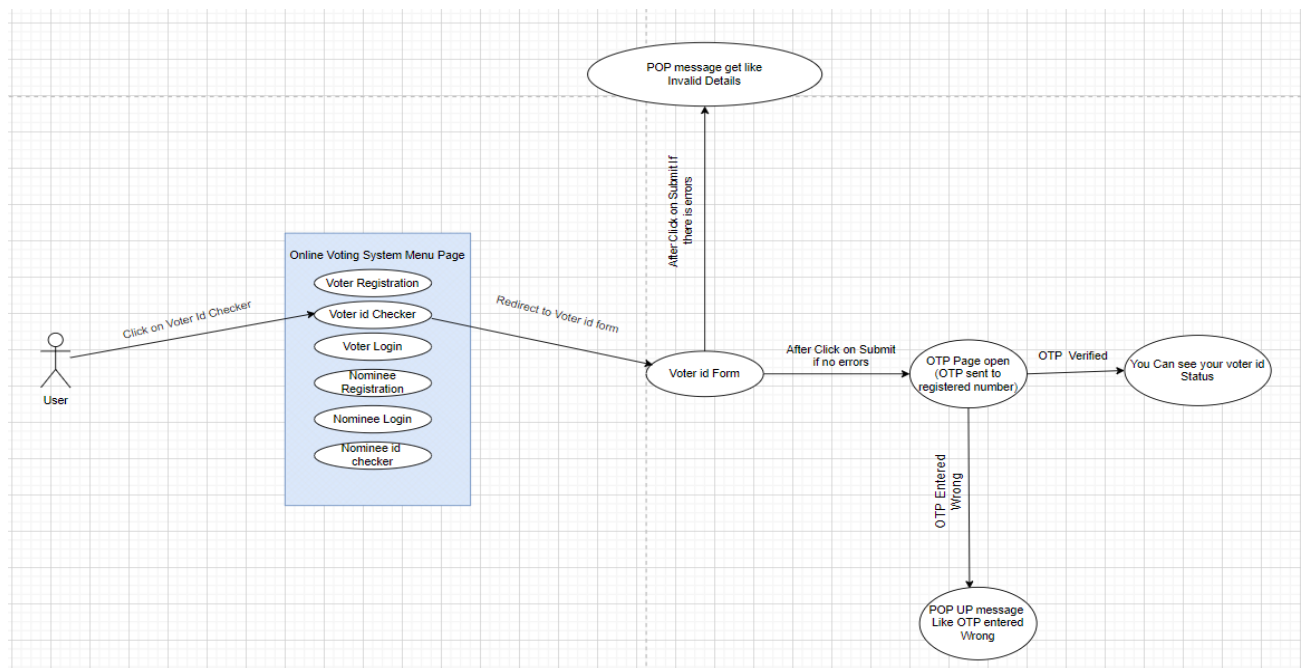 POP message get like
Invalid Details
After Click on Submit If
there is errors
Online Voting System Menu Page
Voter Registration
Click on Voter Id Checker
Voter id Checker
Redirect to Voter id form
Voter Login
Nominee
Registration
Nominee Login
Nominee id
checker
User
Voter id Form
After Click on Submit
if no errors
OTP Page open
(OTP sent to
registered number)
OTP Verified
You Can see your voter id
Status
OTP Entered
Wrong
POP UP message
Like OTP entered
Wrong